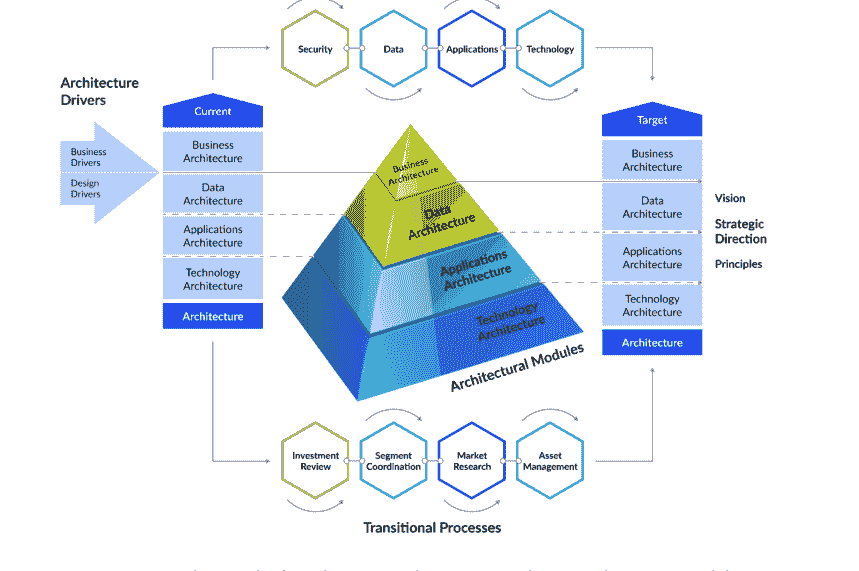 Security
Data
Applications
Technology
Architecture
Drivers
Business
Drivers
Design
Drivers
Current
Business
Architecture
Data
Architecture
Applications
Architecture
Technology
Architecture
Architecture
Business
Architecture
Data
Architecture
Applications
Architecture
Technology
Architecture
Architectural Modules
Target
Business
Architecture
Data
Architecture
Applications
Architecture
Technology
Architecture
Architecture
Vision
Strategic
Direction
Principles
Investment
Review
Segment
Coordination
Market
Research
Asset
Management
Transitional Processes